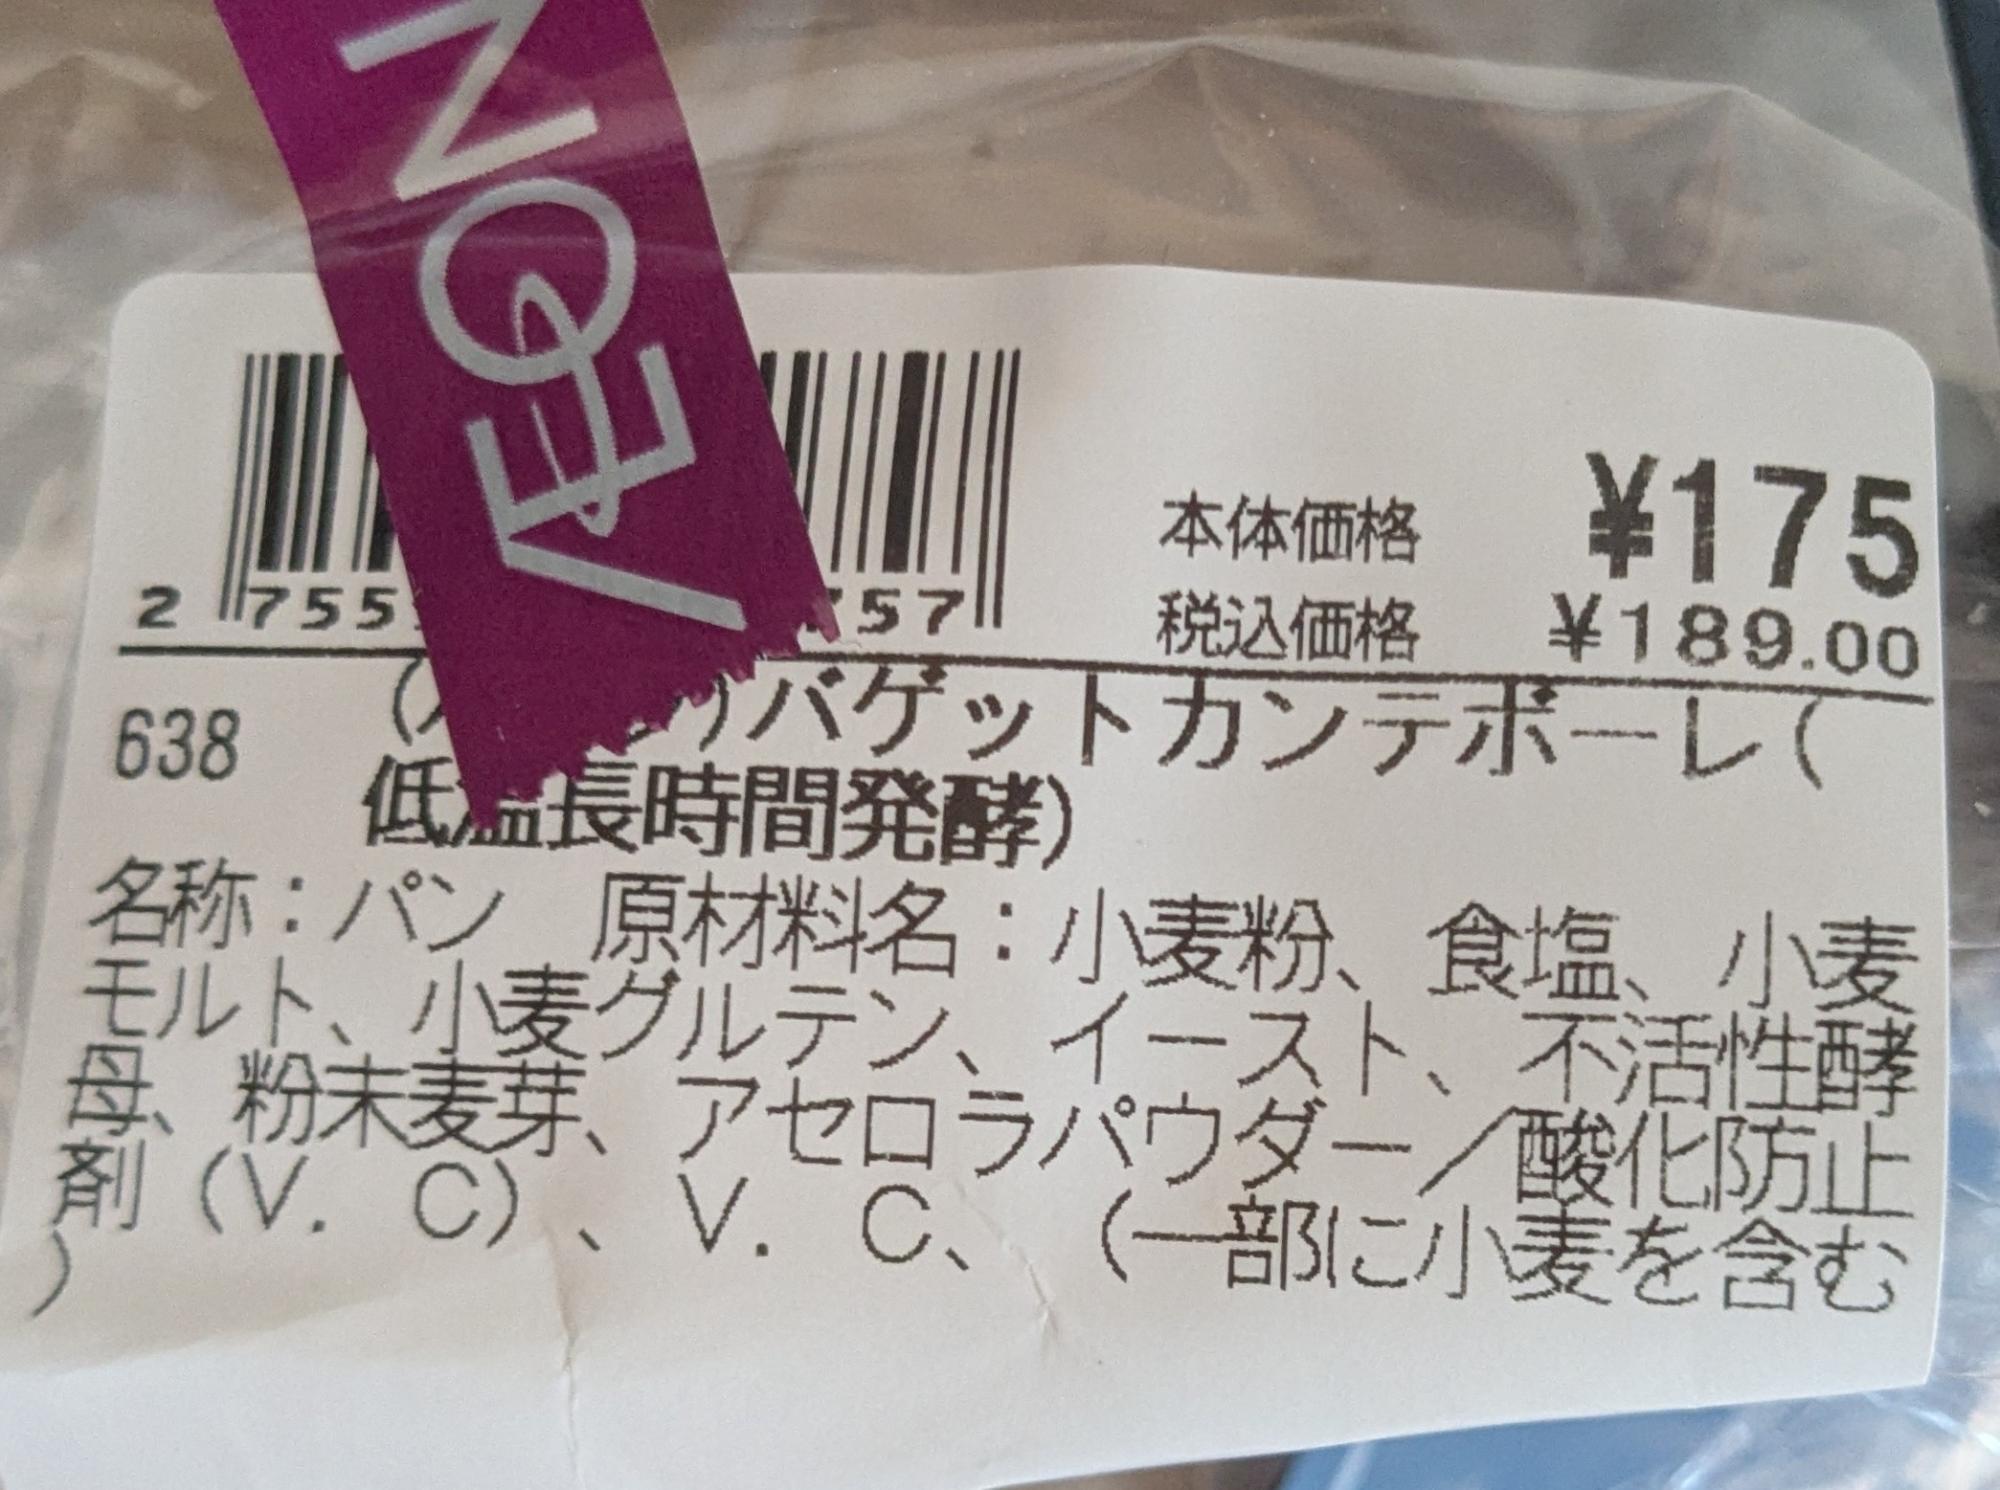 ÆON
本体価格 ¥175
税込価格 ¥189.00
638
バゲットカンテボーレ(
低温長時間発酵)
名称：パン 原材料名：小麦粉、食塩、小麦
モルト、小麦グルテン、イースト、不活性酵
母、粉末麦芽、アセロラパウダー／酸化防止
剤（V．C）、V．C、（一部に小麦を含む
）